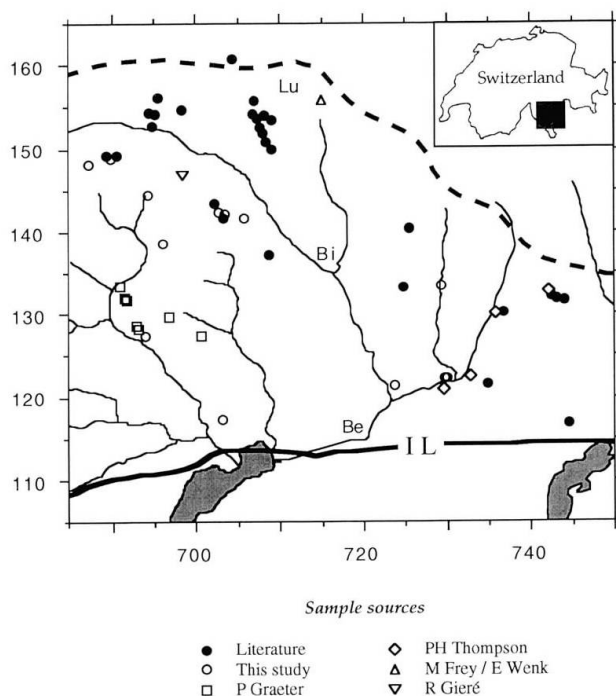 160
150
140
130
120
110
Lu
Switzerland
Bi
Be
IL
700
720
740
Sample sources
Literature
This study
P Graeter
PH Thompson
M Frey / E Wenk
R Gieré